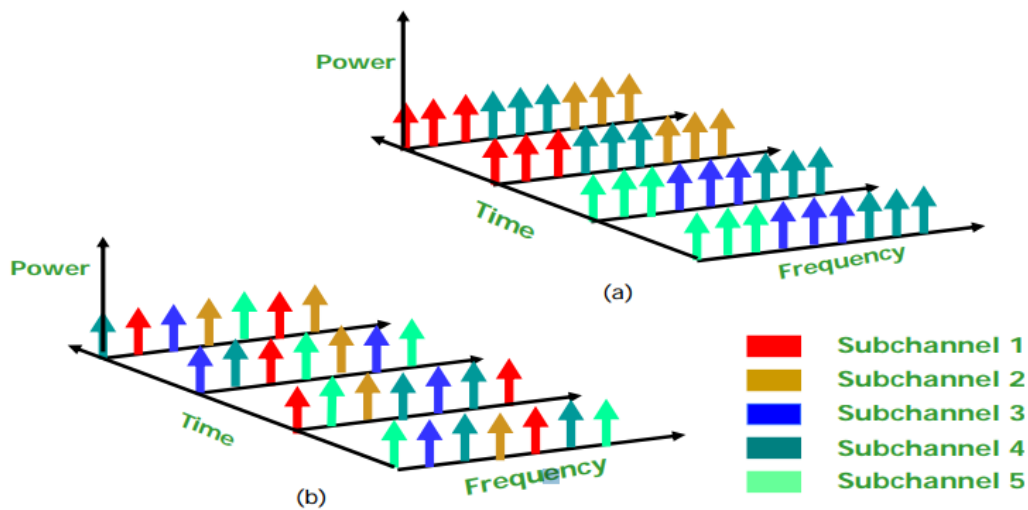 Power
Time
Frequency
(a)
Power
Time
Frequency
(b)
Subchannel 1
Subchannel 2
Subchannel 3
Subchannel 4
Subchannel 5